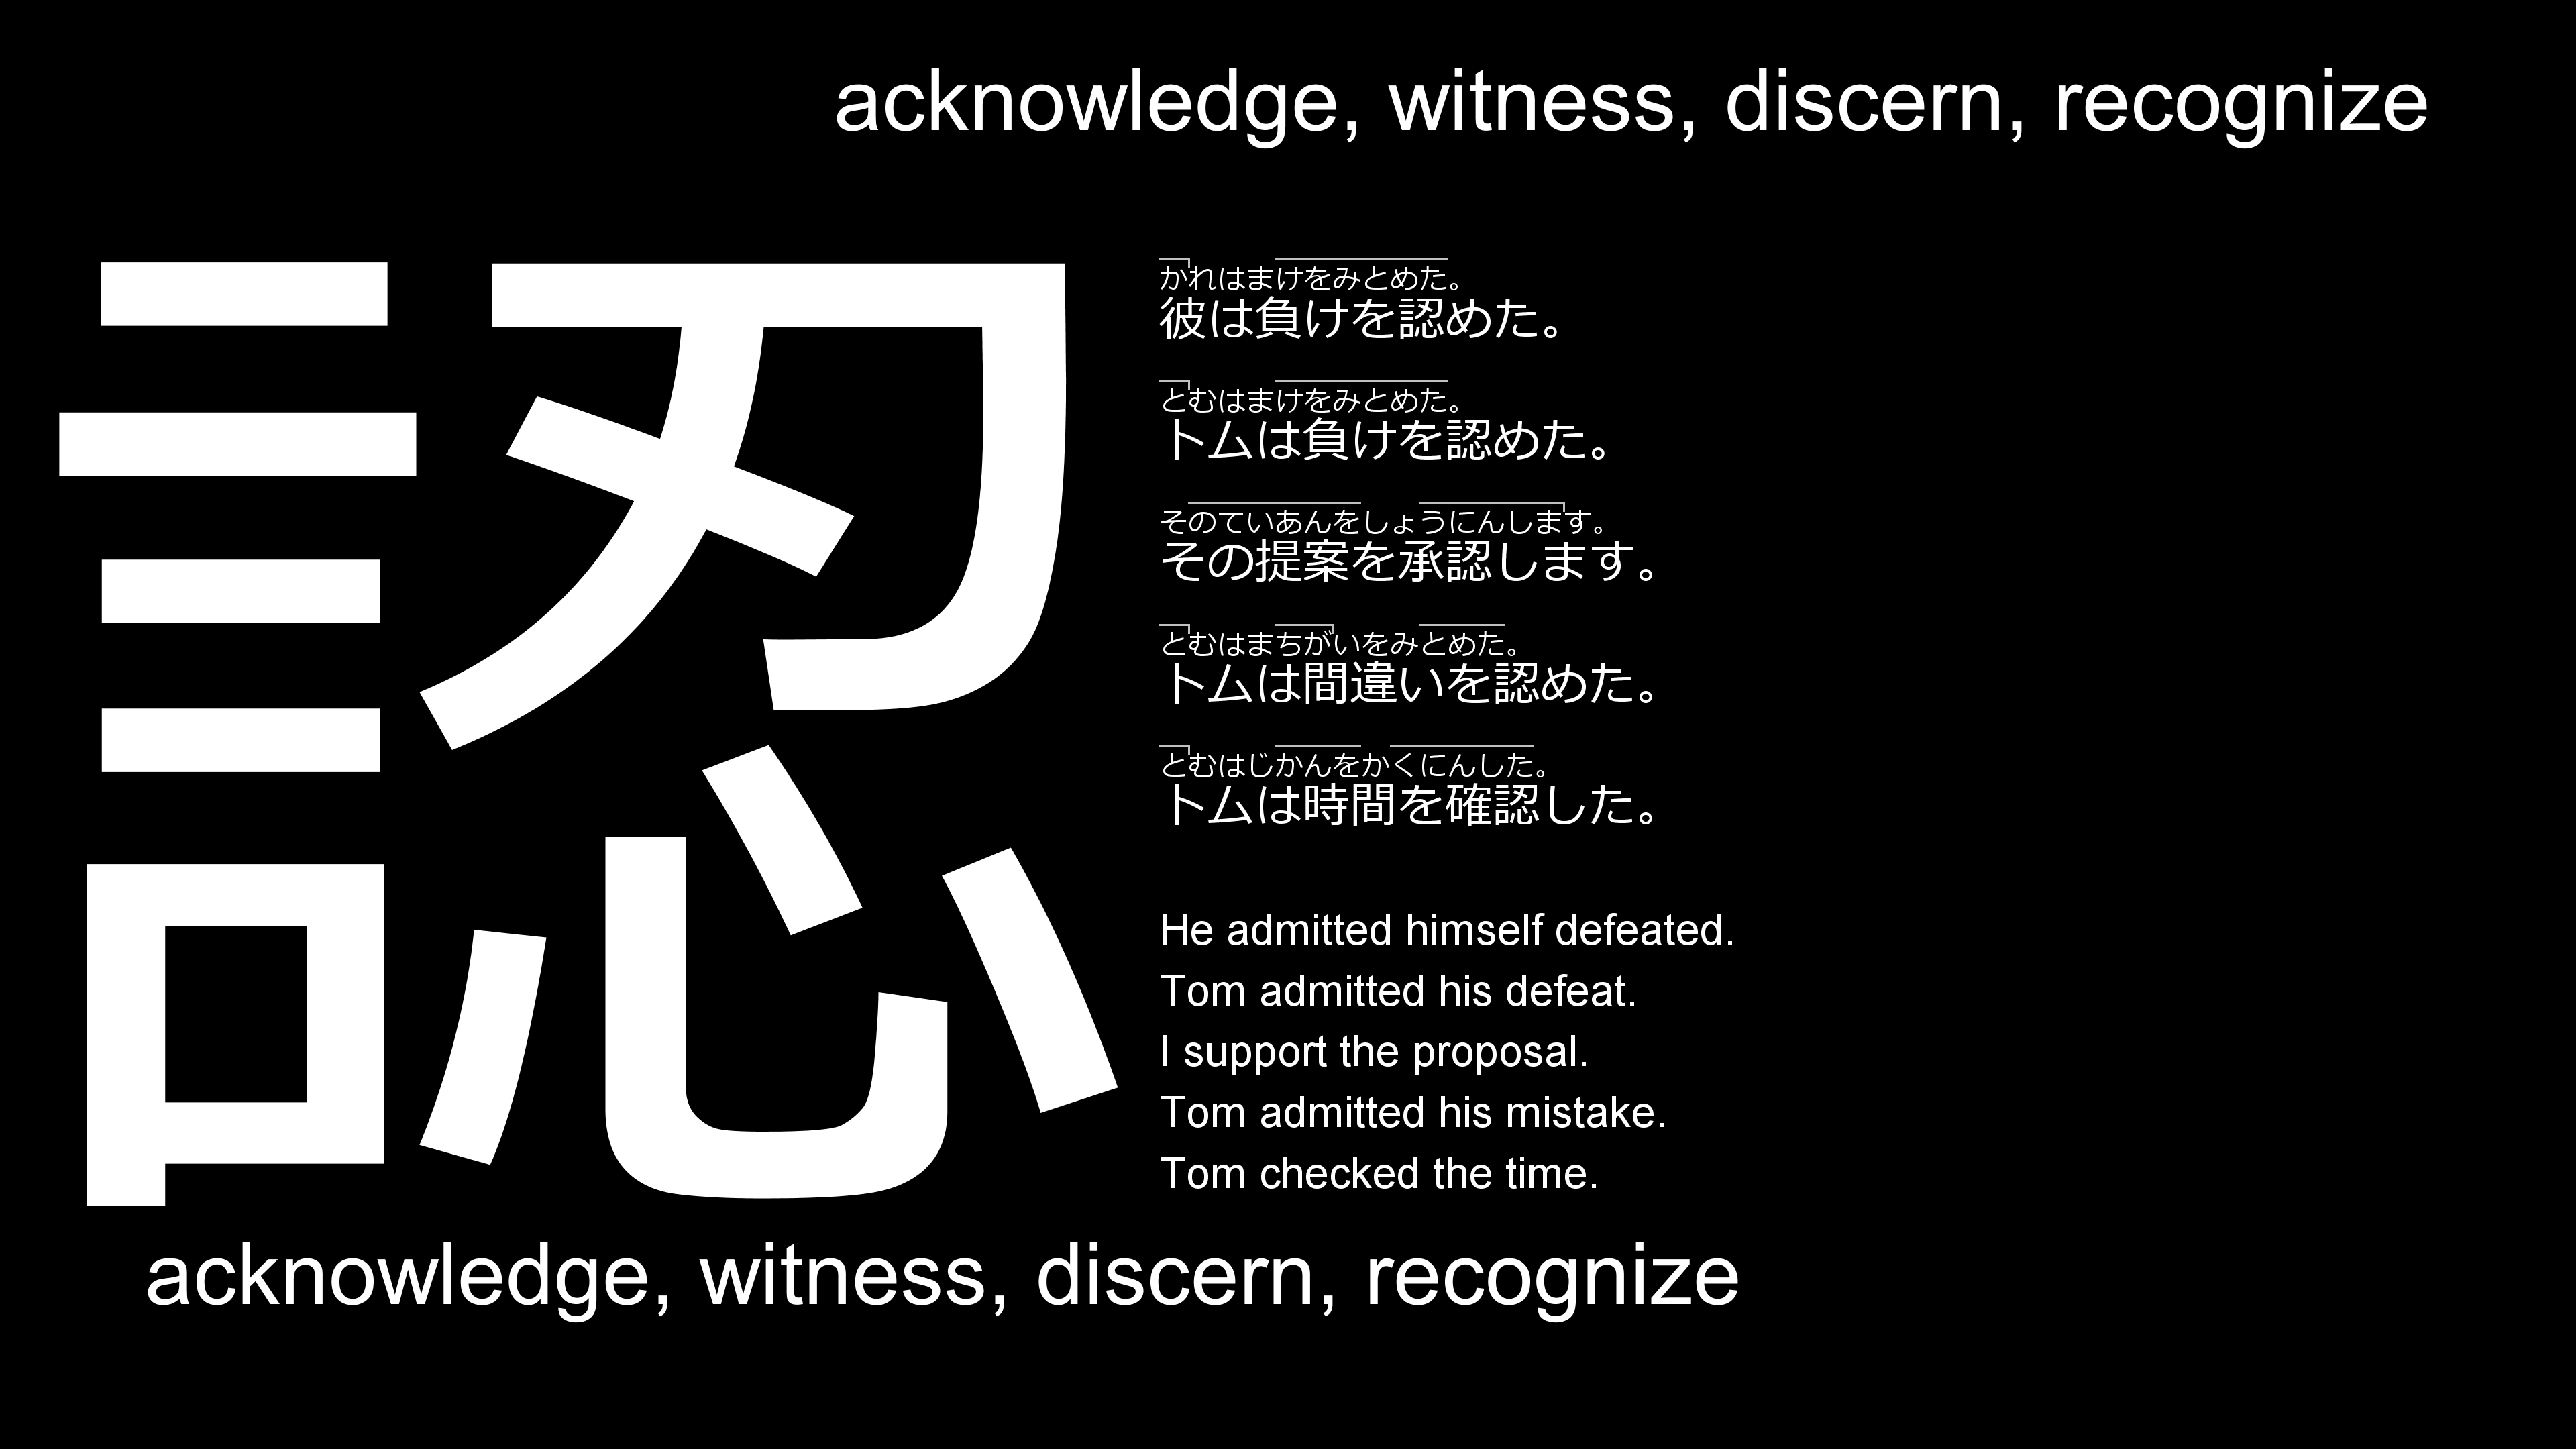 acknowledge, witness, discern, recognize
認
かれはまけをみとめた。
彼は負けを認めた。
とむはまけをみとめた。
トムは負けを認めた。
そのていあんをしょうにんします。
その提案を承認します。
とむはまちがいをみとめた。
トムは間違いを認めた。
とむはじかんをかくにんした。
トムは時間を確認した。
He admitted himself defeated.
Tom admitted his defeat.
I support the proposal.
Tom admitted his mistake.
Tom checked the time.
acknowledge, witness, discern, recognize